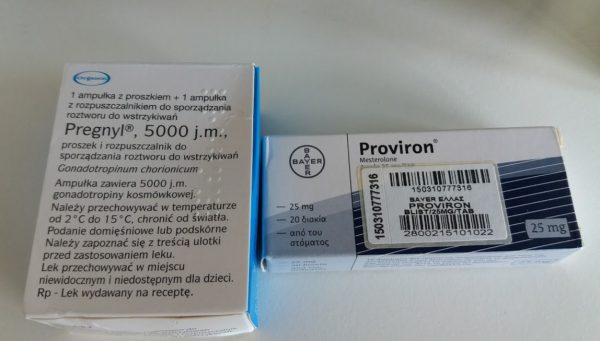 Organon
1 ampułka z proszkiem + 1 ampułka
z rozpuszczalnikiem do sporządzania
roztworu do wstrzykiwań
Pregnyl®, 5000 j.m.,
proszek i rozpuszczalnik do
sporządzania roztworu do wstrzykiwań
Gonadotropinum chorionicum
Ampułka zawiera 5000 j.m.
gonadotropiny kosmówkowej.
Należy przechowywać w temperaturze
od 2°C do 15°C, chronić od światła.
Podanie domięśniowe lub podskórne
Należy zapoznać się z treścią ulotki
przed zastosowaniem leku.
Lek przechowywać w miejscu
niewidocznym i niedostępnym dla dzieci.
Rp - Lek wydawany na receptę.
BAYER
BAYER
Proviron®
Mesterolone
25 mg
20 δισκία
από του
στόματος
150310777316
150310777316
BAYER ΕΛΛΑΣ
PROVIRON
BLIST/25MG/TAB
2800215101022
25 mg